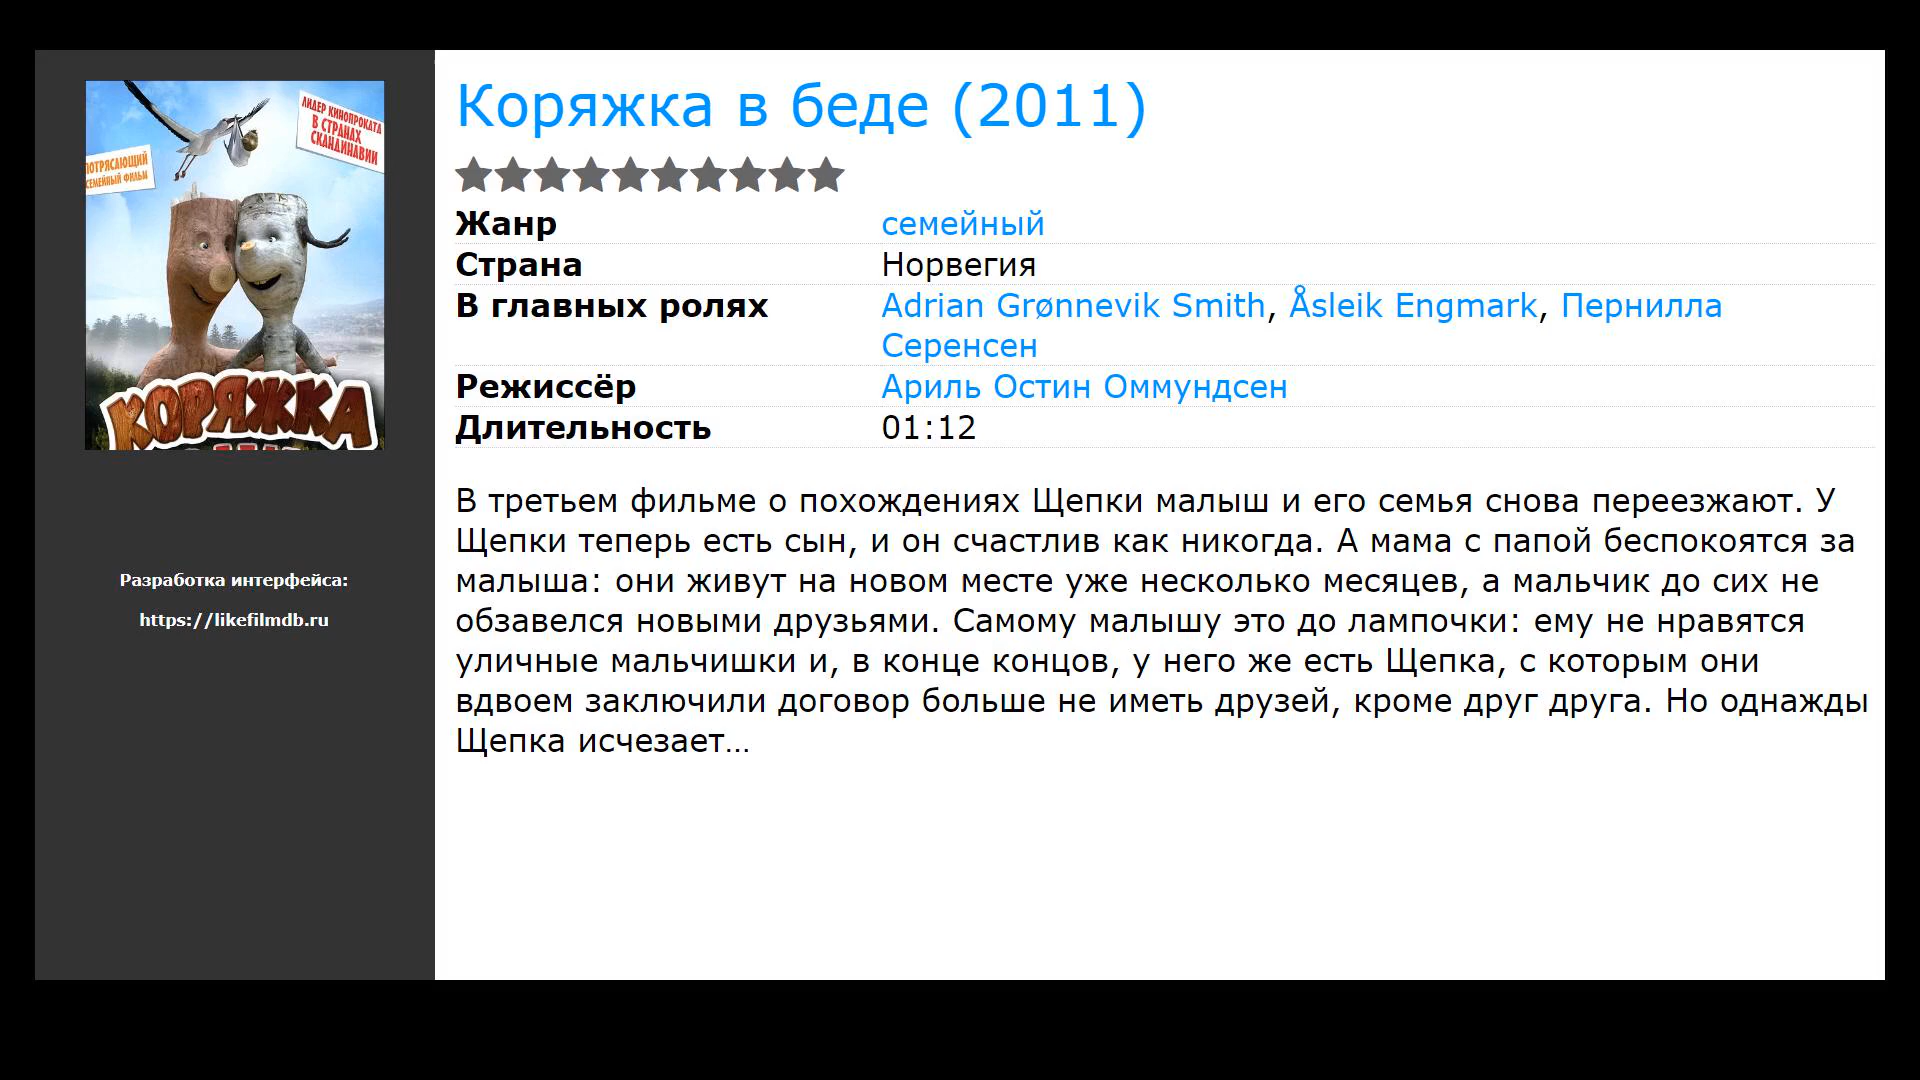 ЛИДЕР КИНОПРОКАТА
В СТРАНАХ
СКАНДИНАВИИ
ПОТРЯСАЮЩИЙ
СЕМЕЙНЫЙ ФИЛЬМ
КОРЯЖКА
Разработка интерфейса:
https://likefilmdb.ru
Коряжка в беде (2011)
Жанр семейный
Страна Норвегия
В главных ролях Adrian Grønnevik Smith, Åsleik Engmark, Пернилла
Серенсен
Режиссёр Ариль Остин Оммундсен
Длительность 01:12
В третьем фильме о похождениях Щепки малыш и его семья снова переезжают. У
Щепки теперь есть сын, и он счастлив как никогда. А мама с папой беспокоятся за
малыша: они живут на новом месте уже несколько месяцев, а мальчик до сих не
обзавелся новыми друзьями. Самому малышу это до лампочки: ему не нравятся
уличные мальчишки и, в конце концов, у него же есть Щепка, с которым они
вдвоем заключили договор больше не иметь друзей, кроме друг друга. Но однажды
Щепка исчезает...